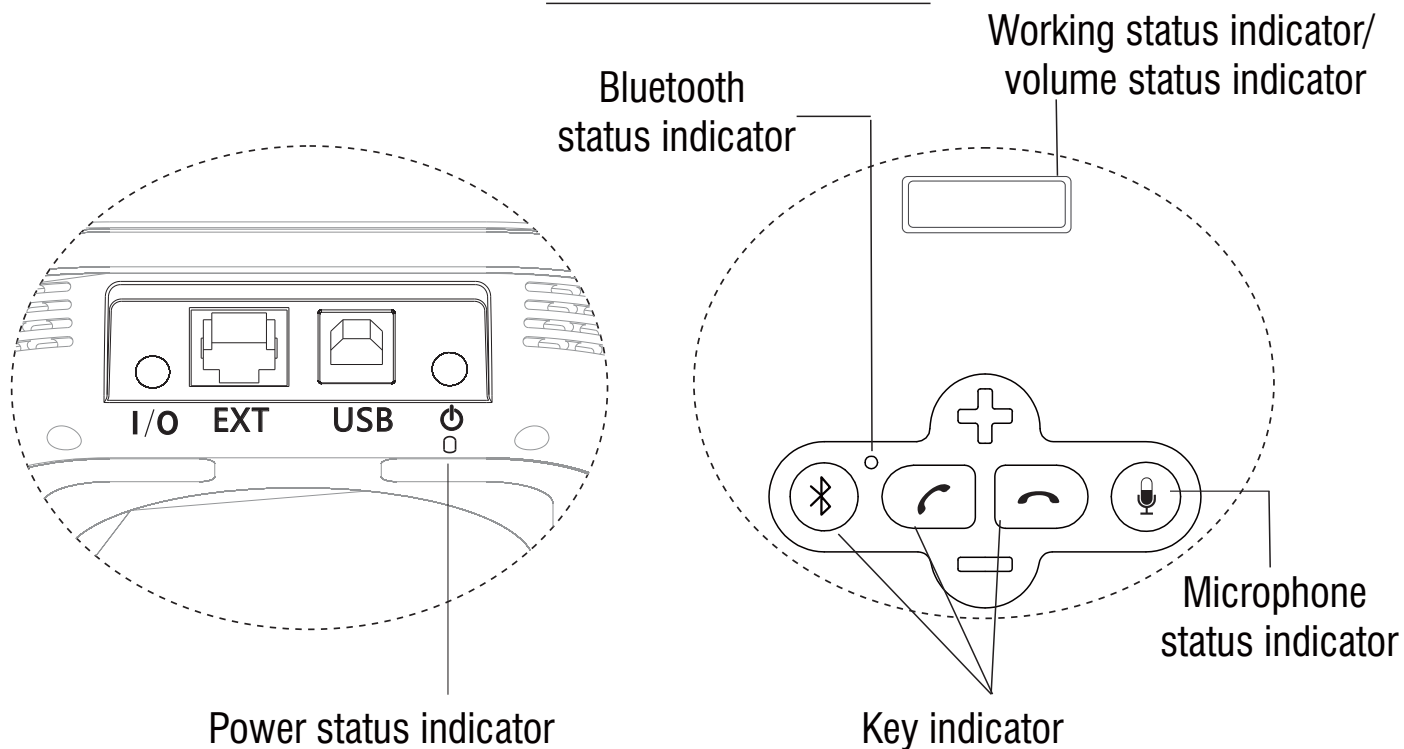 Working status indicator/
volume status indicator
Bluetooth
status indicator
I/O EXT USB
Microphone
status indicator
Power status indicator
Key indicator